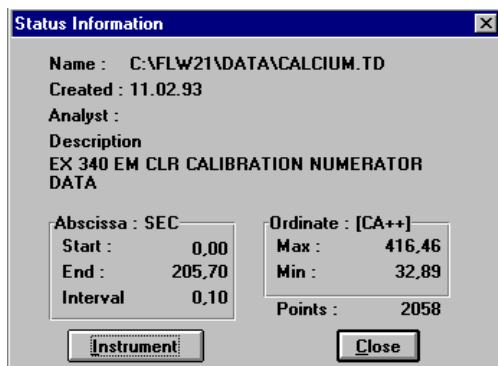 Status Information
Name : C:\FLW21\DATA\CALCIUM.TD
Created : 11.02.93
Analyst :
Description
EX 340 EM CLR CALIBRATION NUMERATOR
DATA
Abscissa : SEC
Start : 0,00
End : 205,70
Interval 0,10
Ordinate : [CA++]
Max : 416,46
Min : 32,89
Points : 2058
Instrument
Close